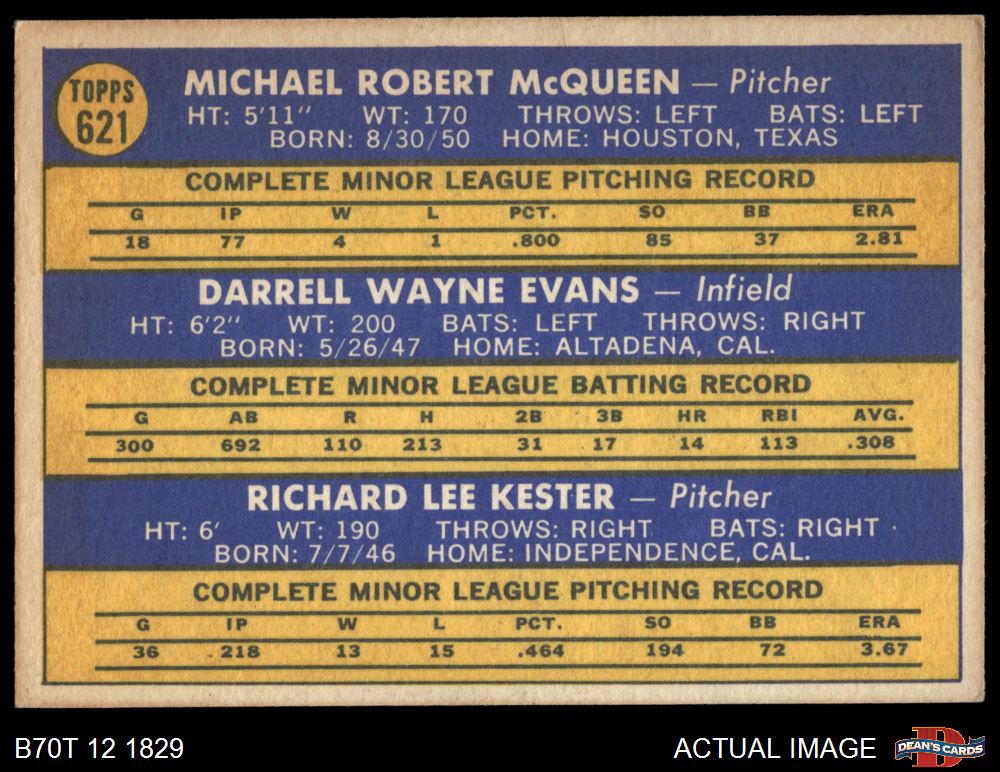 TOPPS
621
MICHAEL ROBERT McQUEEN — Pitcher
HT: 5'11" WT: 170 THROWS: LEFT BATS: LEFT
BORN: 8/30/50 HOME: HOUSTON, TEXAS
COMPLETE MINOR LEAGUE PITCHING RECORD
G IP W L PCT. SO BB ERA
18 77 4 1 .800 85 37 2.81
DARRELL WAYNE EVANS — Infield
HT: 6'2" WT: 200 BATS: LEFT THROWS: RIGHT
BORN: 5/26/47 HOME: ALTADENA, CAL.
COMPLETE MINOR LEAGUE BATTING RECORD
G AB R H 2B 3B HR RBI AVG.
300 692 110 213 31 17 14 113 .308
RICHARD LEE KESTER — Pitcher
HT: 6' WT: 190 THROWS: RIGHT BATS: RIGHT
BORN: 7/7/46 HOME: INDEPENDENCE, CAL.
COMPLETE MINOR LEAGUE PITCHING RECORD
G IP W L PCT. SO BB ERA
36 218 13 15 .464 194 72 3.67
B70T 12 1829 ACTUAL IMAGE
D
DEAN'S CARDS